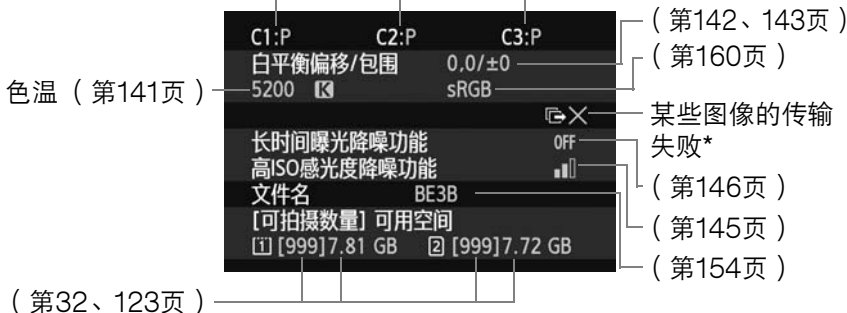 C1:P C2:P C3:P
（第142、143页）
白平衡偏移/包围 0,0/±0
（第160页）
色温（第141页）
5200 K sRGB
某些图像的传输
失败*
长时间曝光降噪功能 OFF
高ISO感光度降噪功能
（第146页）
文件名 BE3B
（第145页）
[可拍摄数量] 可用空间
1 [999]7.81 GB 2 [999]7.72 GB
（第154页）
（第32、123页）